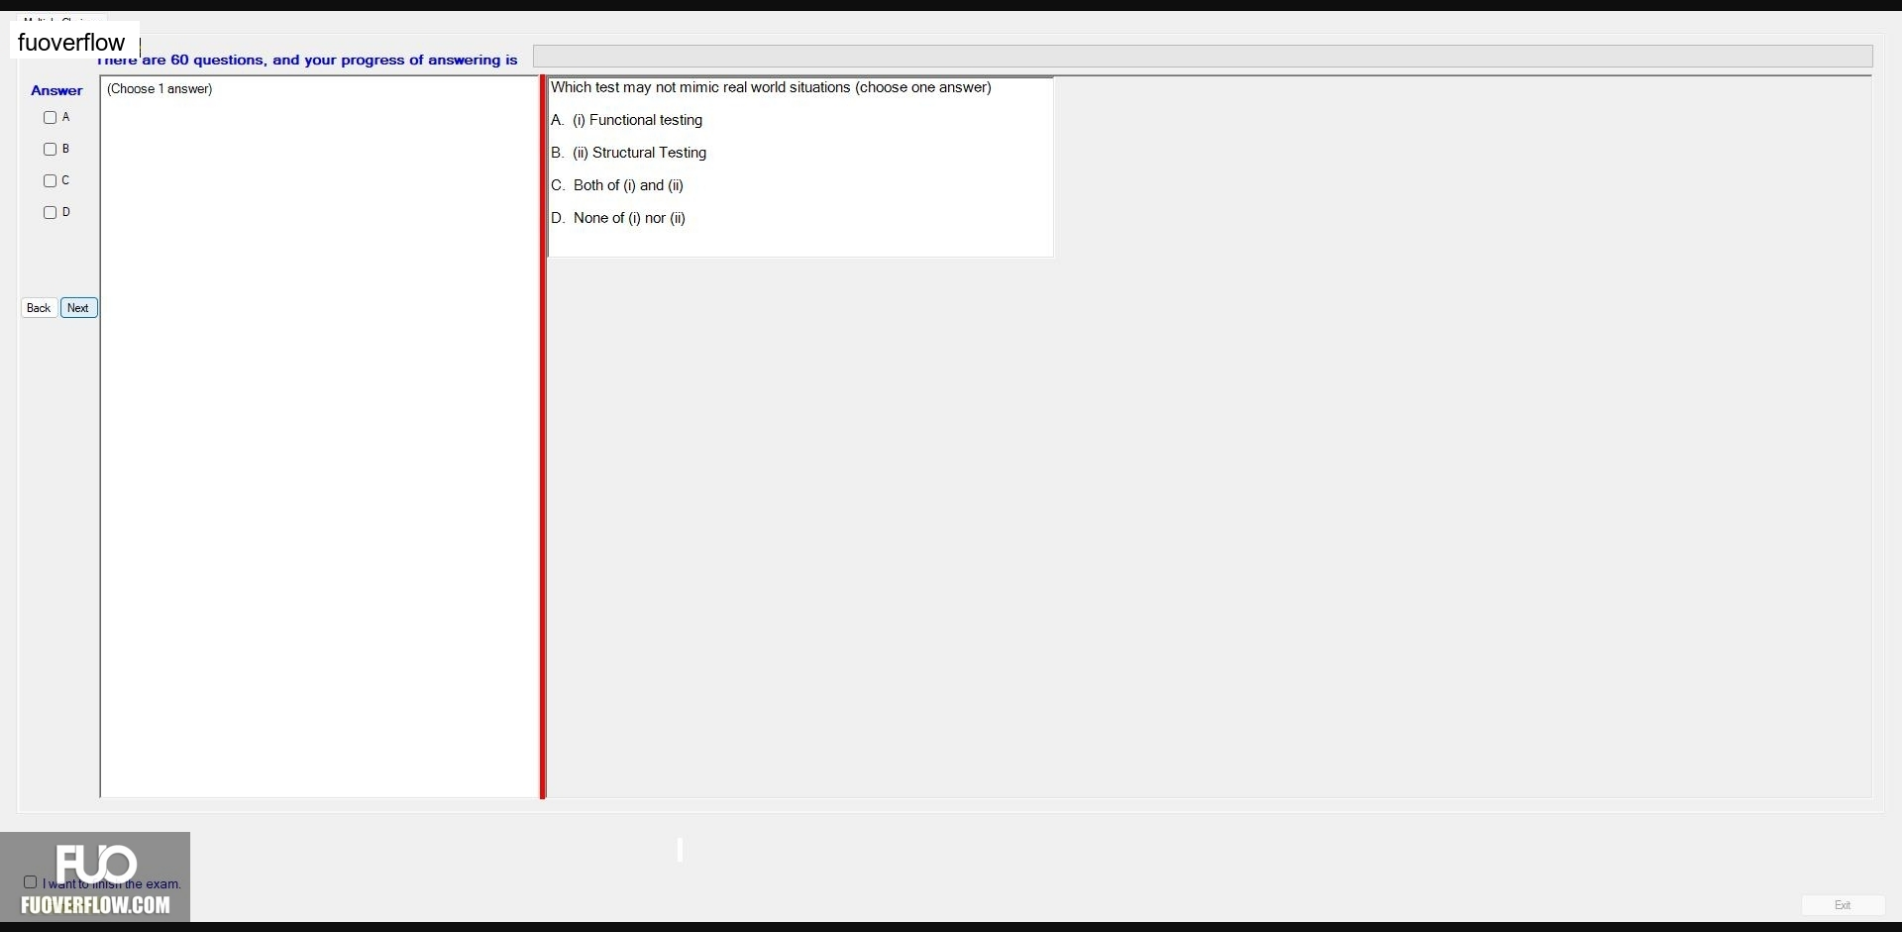 fuoverflow
There are 60 questions, and your progress of answering is
Answer
(Choose 1 answer)
A
B
C
D
Back Next
Which test may not mimic real world situations (choose one answer)
A. (i) Functional testing
B. (ii) Structural Testing
C. Both of (i) and (ii)
D. None of (i) nor (ii)
FUO
I want to finish the exam.
FUOVERFLOW.COM
Exit